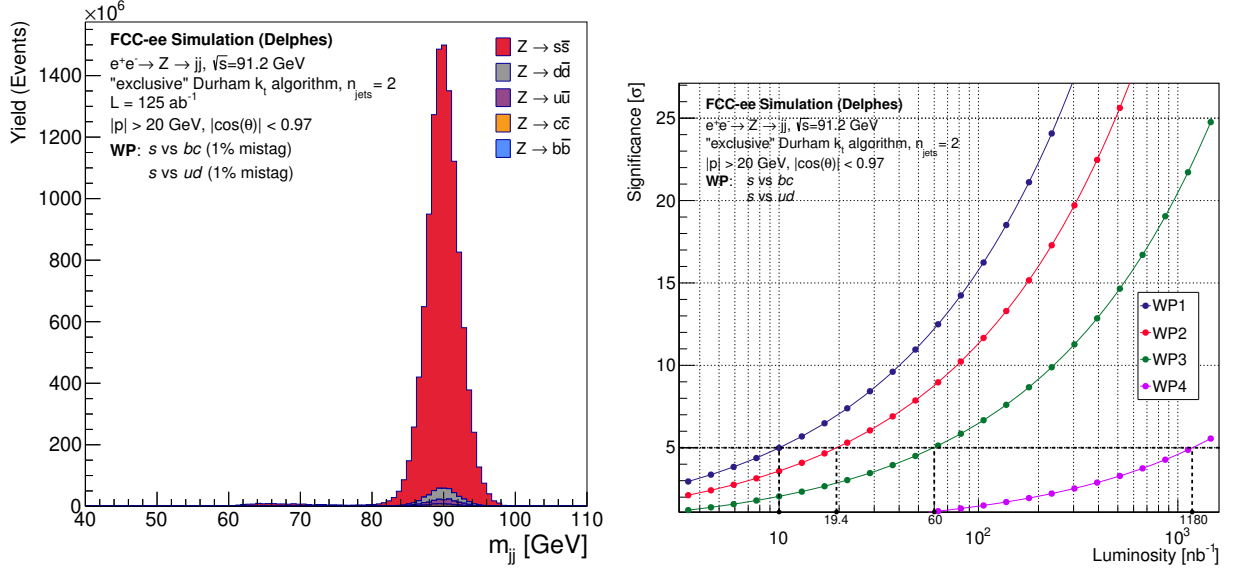 ×10⁶
Yield (Events)
1400
1200
1000
800
600
400
200
0
40 50 60 70 80 90 100 110
m_jj [GeV]
FCC-ee Simulation (Delphes)
e⁺e⁻→ Z → jj, √s=91.2 GeV
"exclusive" Durham k_t algorithm, n_jets = 2
L = 125 ab⁻¹
|p| > 20 GeV, |cos(θ)| < 0.97
WP: s vs bc (1% mistag)
s vs ud (1% mistag)
Z → ss̄
Z → dd̄
Z → uū
Z → cc̄
Z → bb̄
Significance [σ]
25
20
15
10
5
FCC-ee Simulation (Delphes)
e⁺e⁻→ Z → jj, √s=91.2 GeV
"exclusive" Durham k_t algorithm, n_jets = 2
|p| > 20 GeV, |cos(θ)| < 0.97
WP: s vs bc
s vs ud
WP1
WP2
WP3
WP4
10 19.4 60 10² 10³ 1180
Luminosity [nb⁻¹]